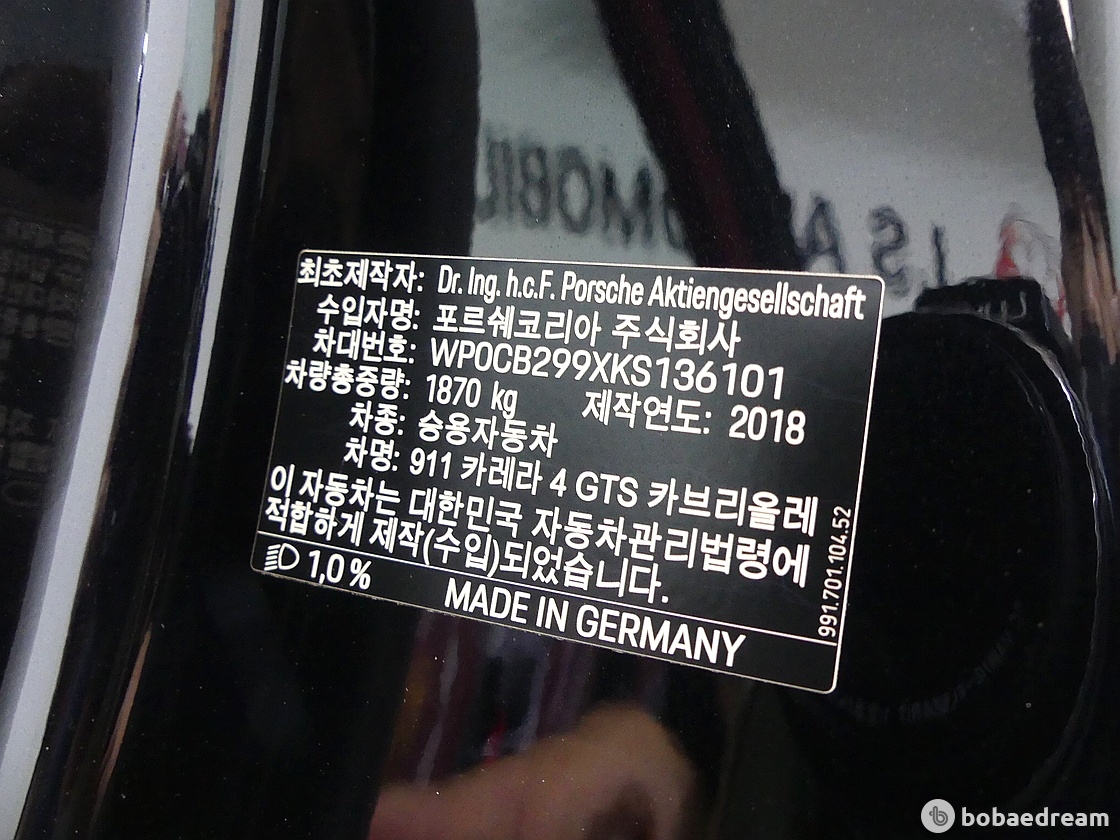 최초제작자: Dr. Ing. h.c.F. Porsche Aktiengesellschaft
수입자명: 포르쉐코리아 주식회사
차대번호: WP0CB299XKS136101
차량총중량: 1870 kg 제작연도: 2018
차종: 승용자동차
차명: 911 카레라 4 GTS 카브리올레
이 자동차는 대한민국 자동차관리법령에
적합하게 제작(수입)되었습니다.
1,0 %
MADE IN GERMANY
991.701.104.52
bobaedream